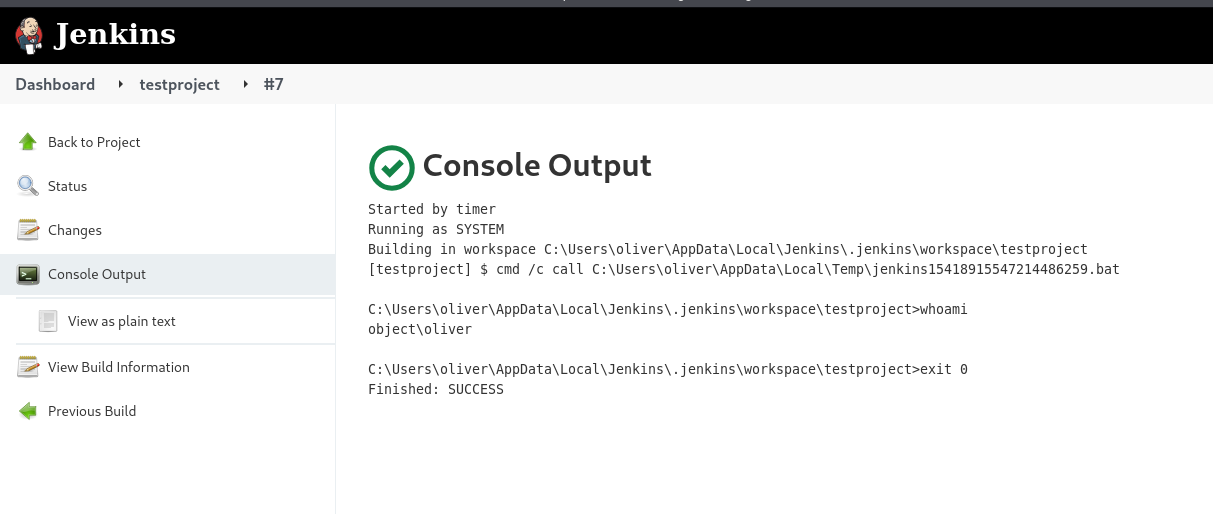 Jenkins
Dashboard testproject #7
Back to Project
Status
Changes
Console Output
View as plain text
View Build Information
Previous Build
Console Output
Started by timer
Running as SYSTEM
Building in workspace C:\Users\oliver\AppData\Local\Jenkins\.jenkins\workspace\testproject
[testproject] $ cmd /c call C:\Users\oliver\AppData\Local\Temp\jenkins15418915547214486259.bat
C:\Users\oliver\AppData\Local\Jenkins\.jenkins\workspace\testproject>whoami
object\oliver
C:\Users\oliver\AppData\Local\Jenkins\.jenkins\workspace\testproject>exit 0
Finished: SUCCESS